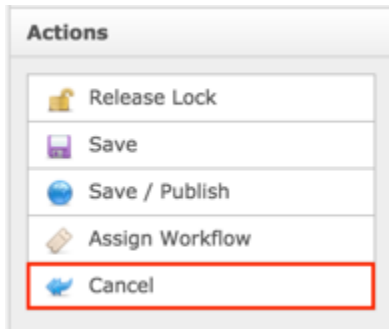 Actions
Release Lock
Save
Save / Publish
Assign Workflow
Cancel